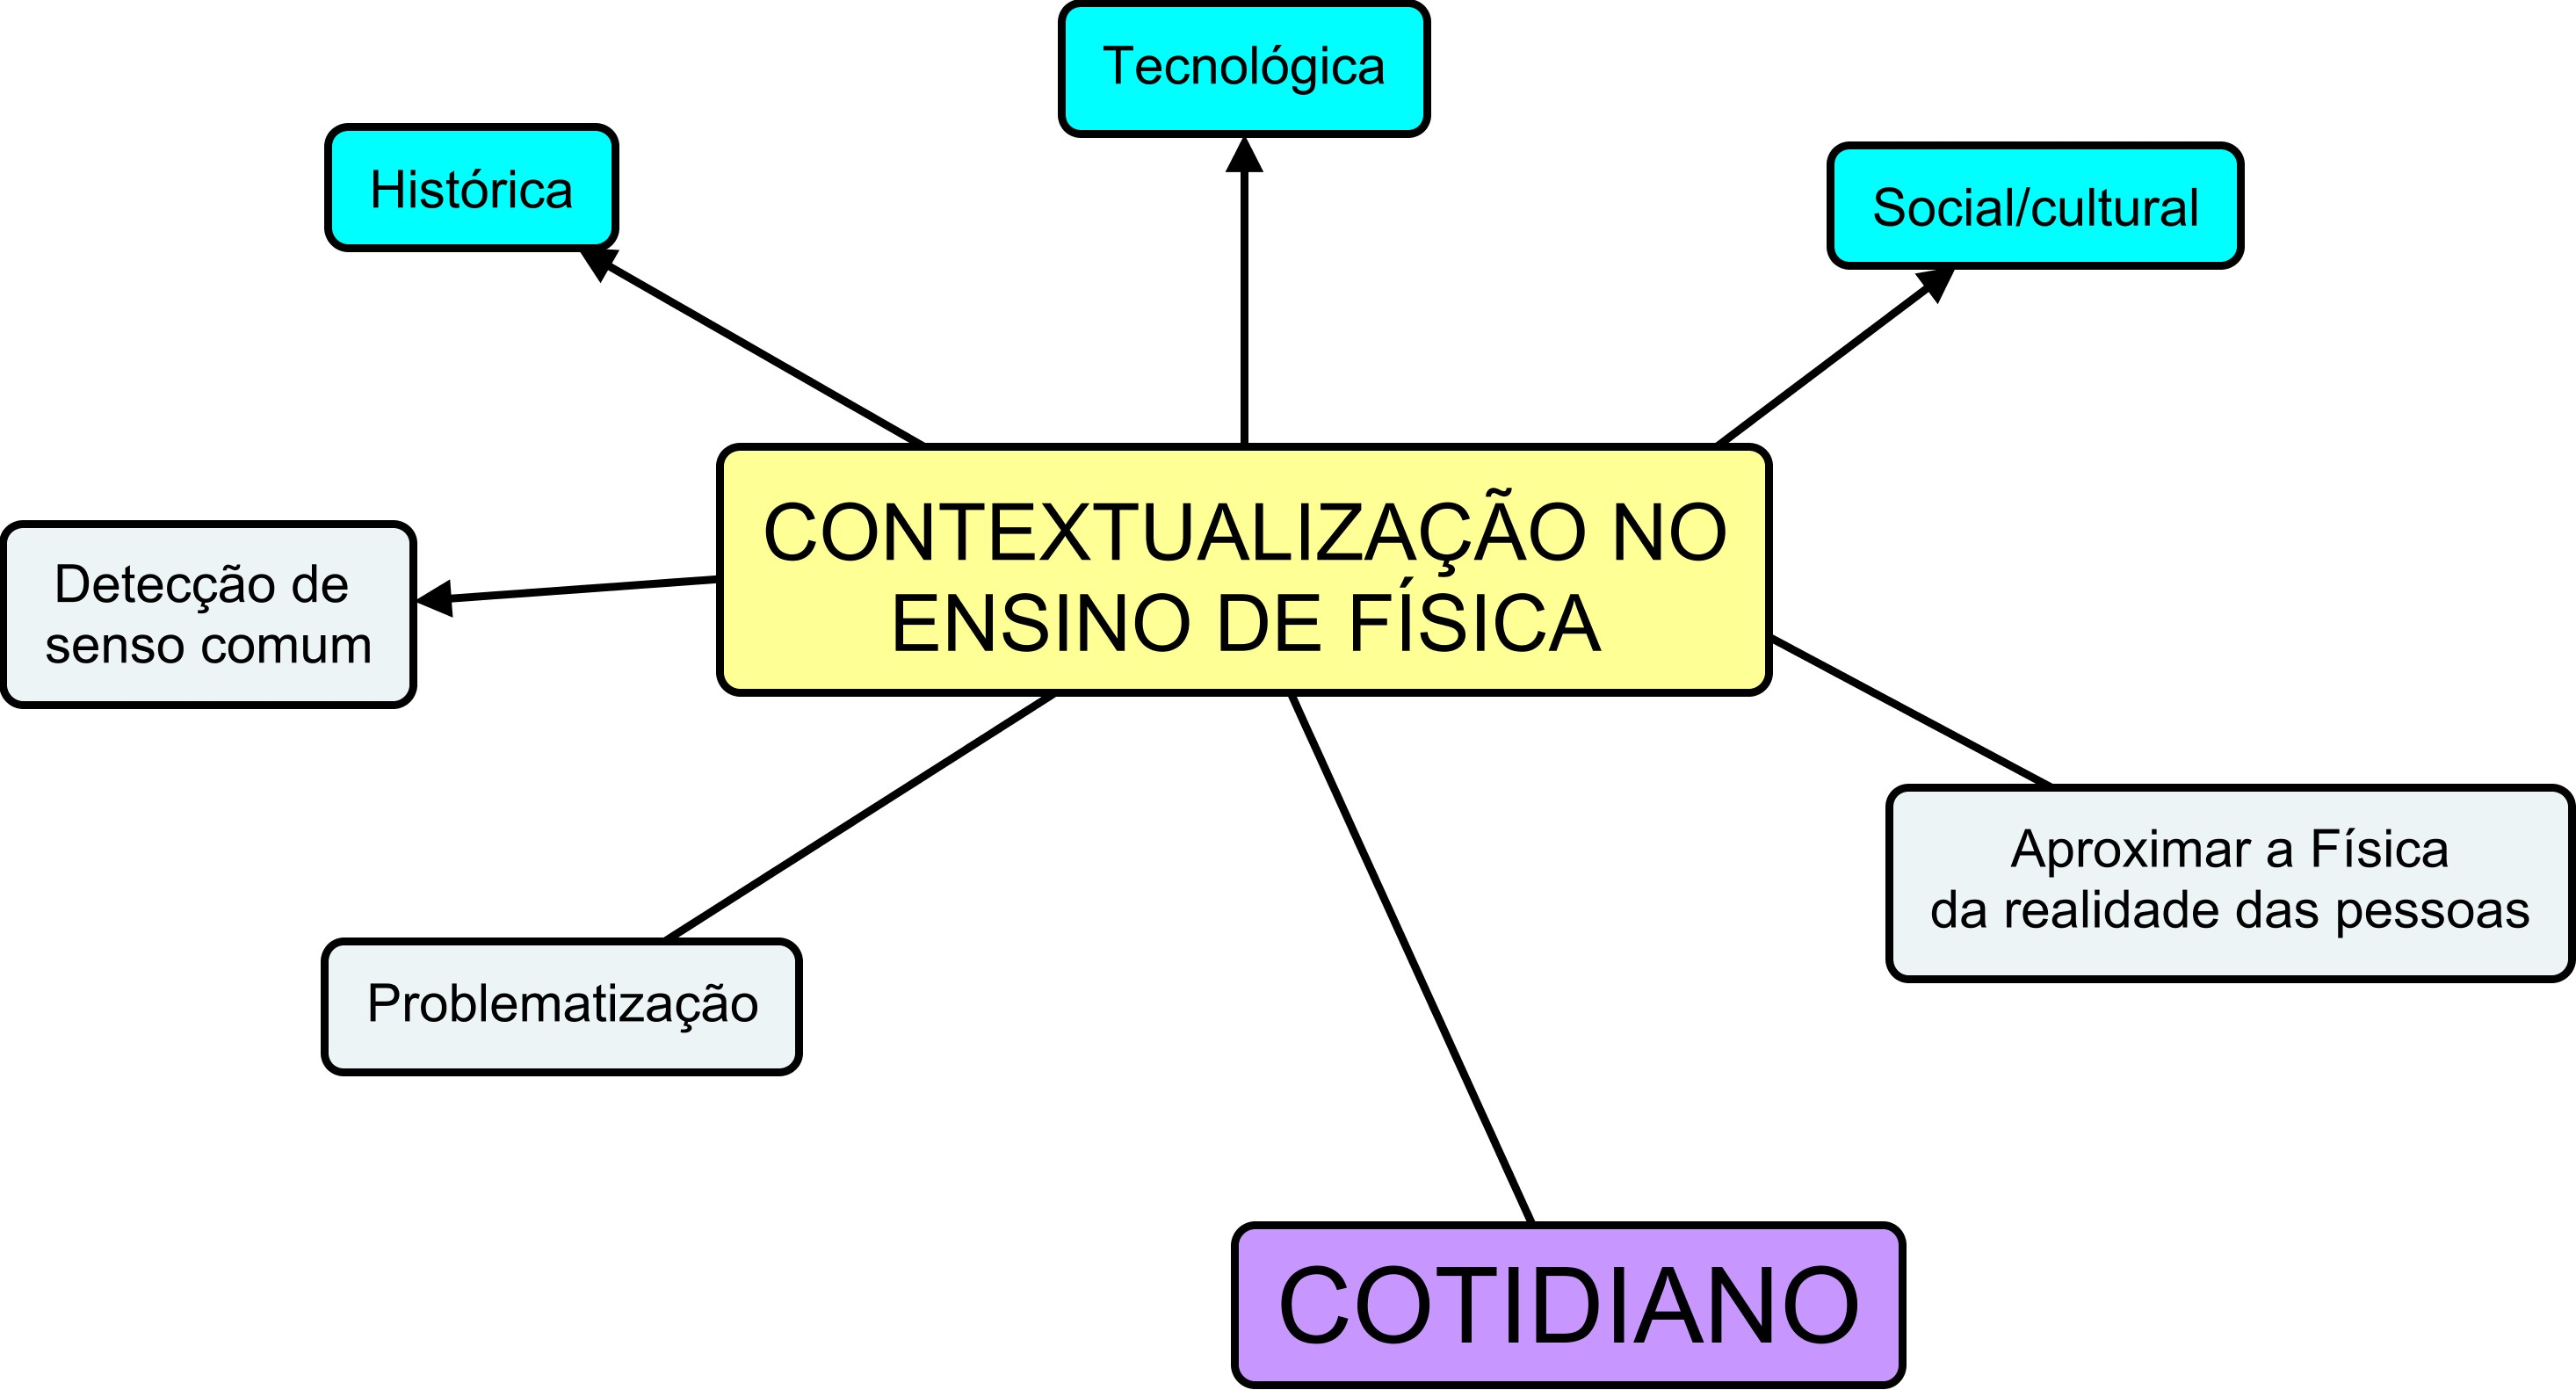 Tecnológica
Histórica
Social/cultural
CONTEXTUALIZAÇÃO NO
ENSINO DE FÍSICA
Detecção de
senso comum
Aproximar a Física
da realidade das pessoas
Problematização
COTIDIANO